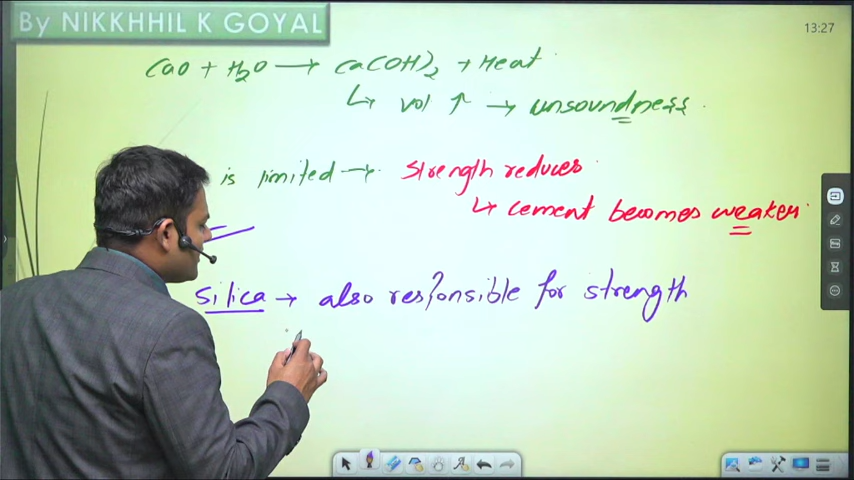 By NIKKHHIL K GOYAL
13:27
CaO + H₂O → Ca(OH)₂ + Heat
↳ vol ↑ → unsoundness.
is limited → strength reduces
↳ cement becomes weaker.
silica → also responsible for strength